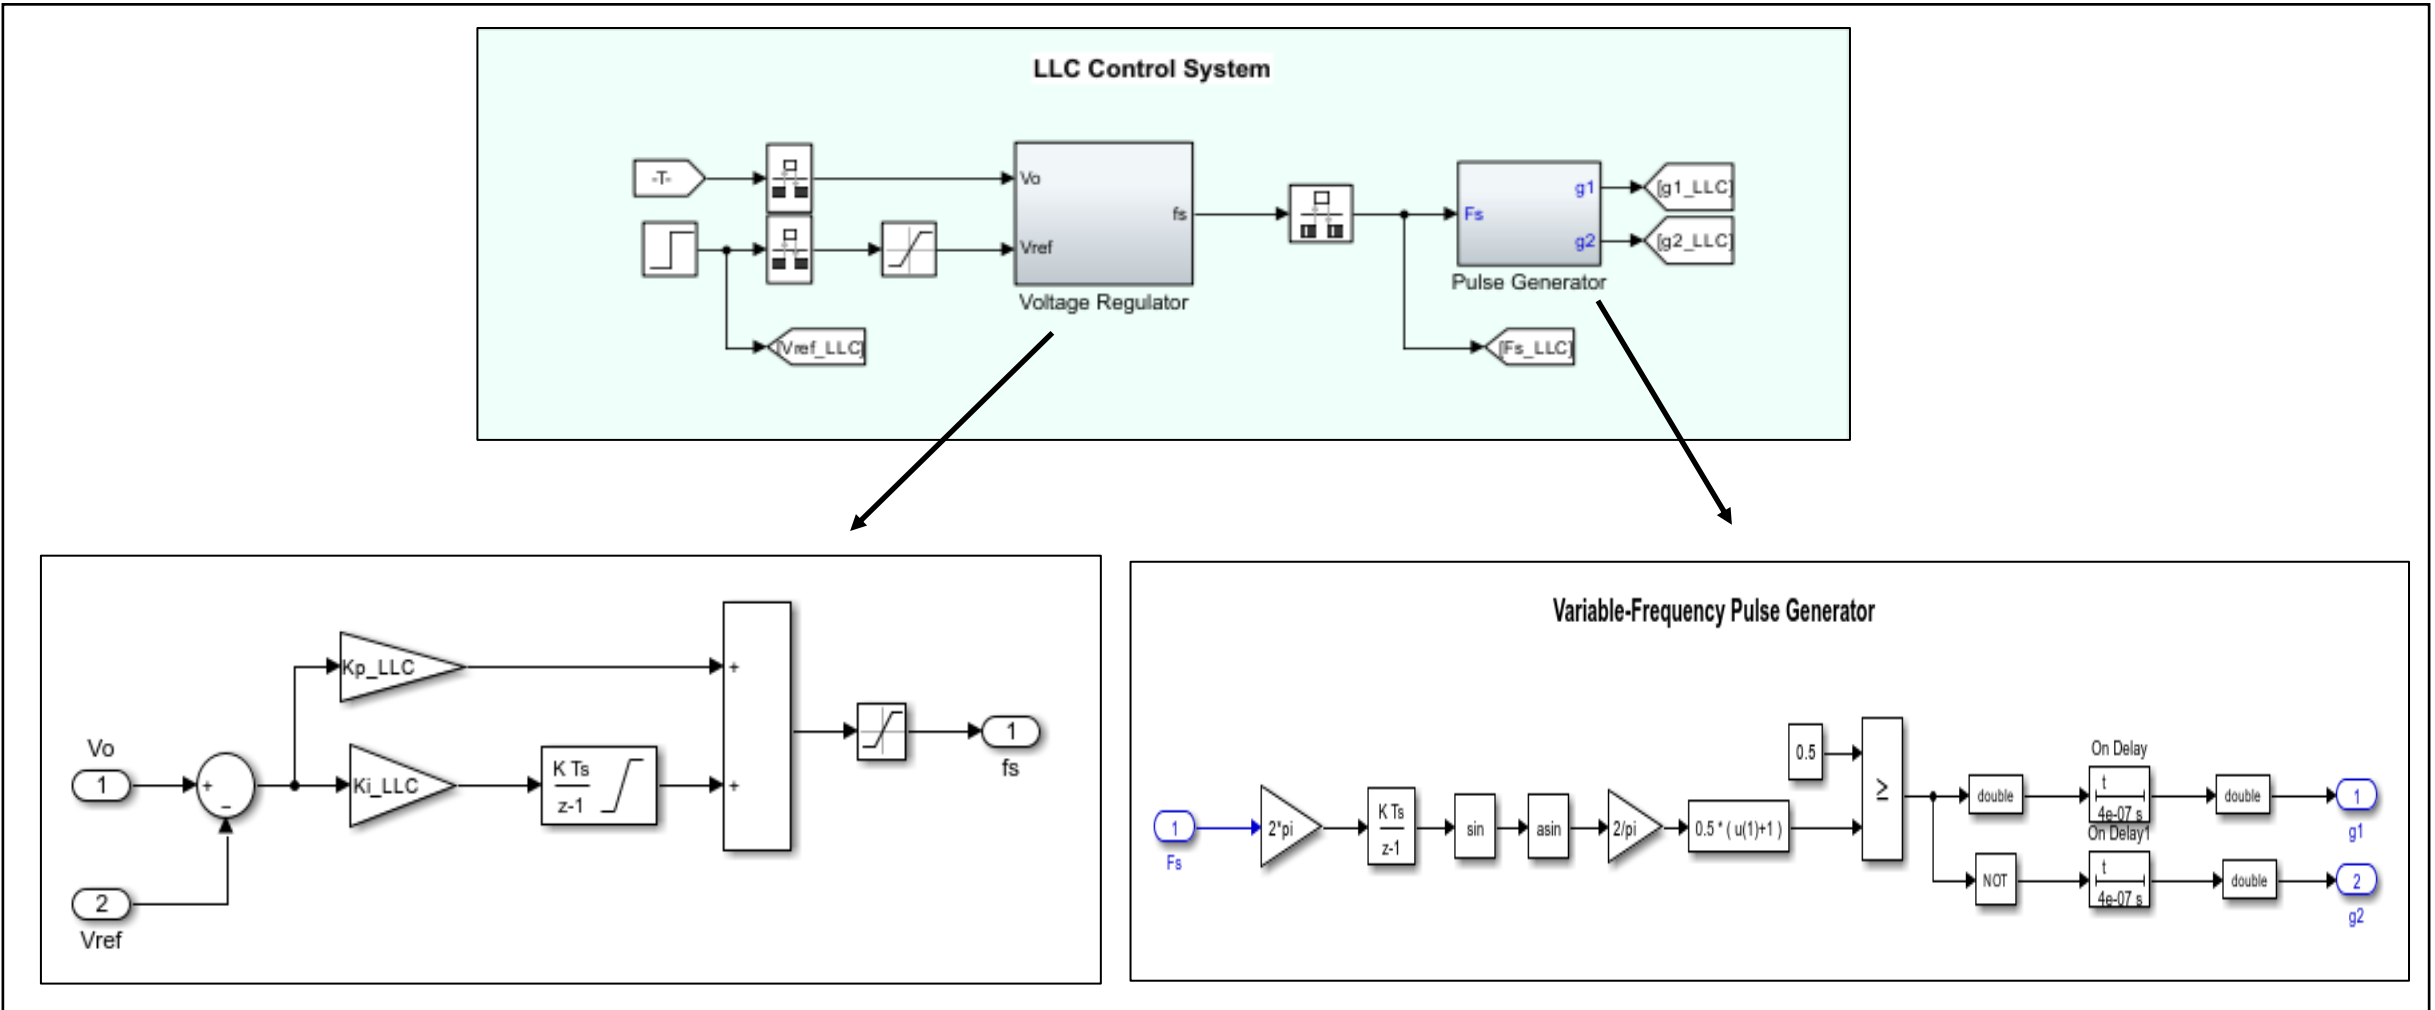 LLC Control System
-T-
Vo
fs
Vref
Voltage Regulator
[Vref_LLC]
Fs
g1
g2
Pulse Generator
[g1_LLC]
[g2_LLC]
[Fs_LLC]
Vo
1
+
−
2
Vref
Kp_LLC
Ki_LLC
K Ts
z-1
+
+
1
fs
Variable-Frequency Pulse Generator
1
Fs
2*pi
K Ts
z-1
sin
asin
2/pi
0.5 * ( u(1)+1 )
0.5
≥
double
NOT
On Delay
t
4e-07 s
On Delay1
t
4e-07 s
double
double
1
g1
2
g2